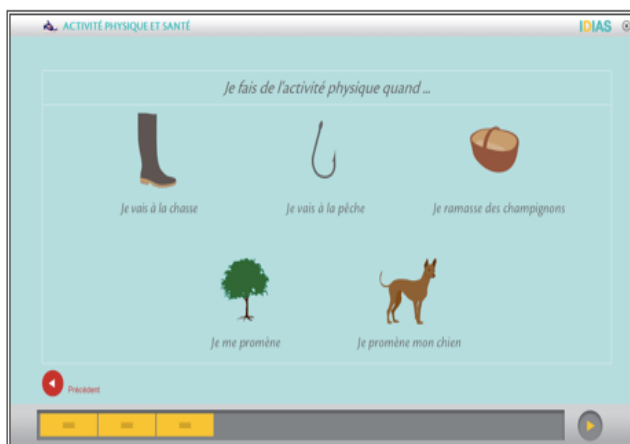 ACTIVITÉ PHYSIQUE ET SANTÉ
IDIAS
Je fais de l'activité physique quand ...
Je vais à la chasse
Je vais à la pêche
Je ramasse des champignons
Je me promène
Je promène mon chien
Précédent